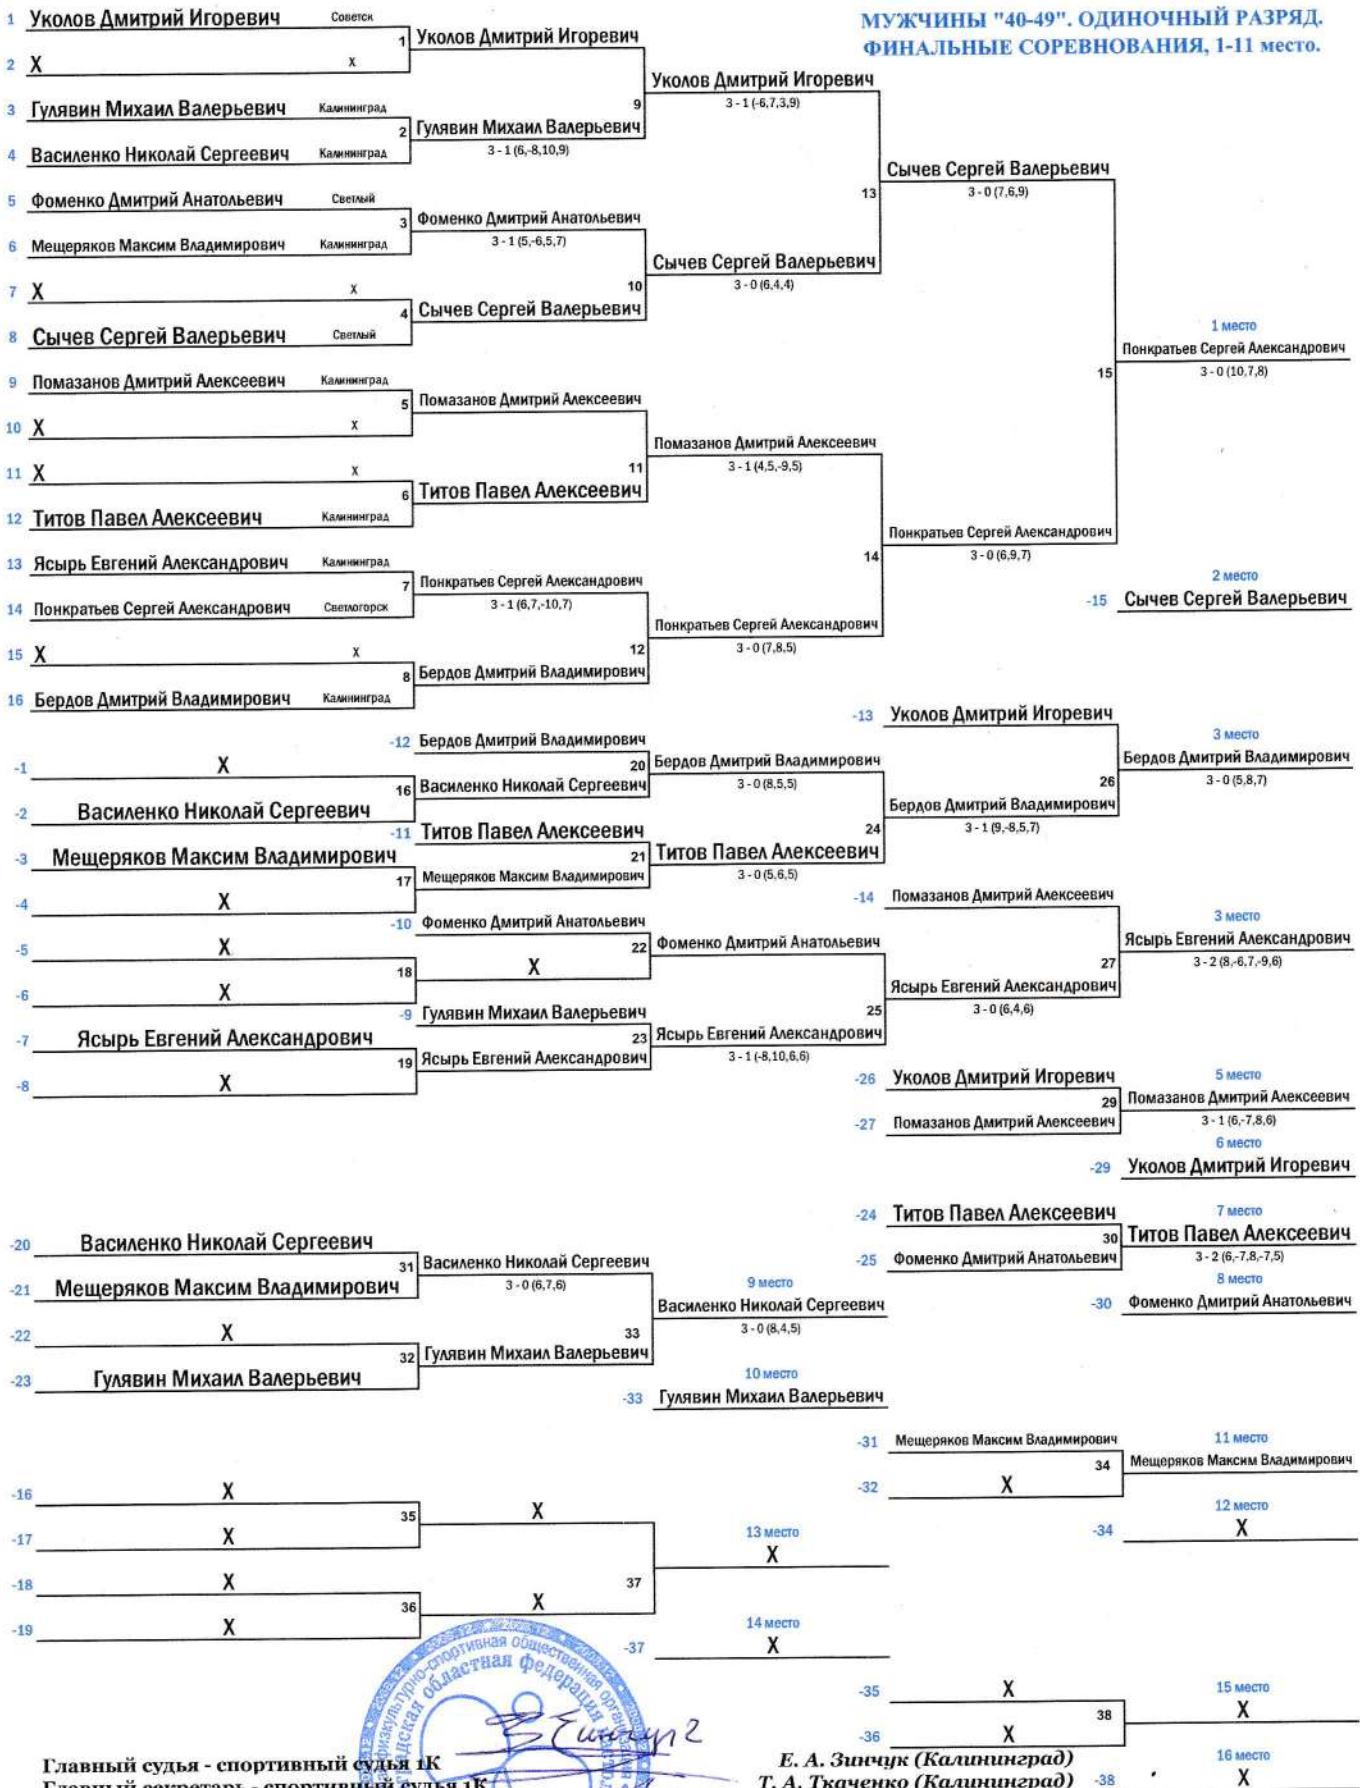 МУЖЧИНЫ "40-49". ОДИНОЧНЫЙ РАЗРЯД.
ФИНАЛЬНЫЕ СОРЕВНОВАНИЯ, 1-11 место.
1 Уколов Дмитрий Игоревич Советск
1 Уколов Дмитрий Игоревич
2 X X
Уколов Дмитрий Игоревич
3 - 1 (-6,7,3,9)
3 Гулявин Михаил Валерьевич Калининград
9
2 Гулявин Михаил Валерьевич
3 - 1 (6,-8,10,9)
4 Василенко Николай Сергеевич Калининград
Сычев Сергей Валерьевич
13 3 - 0 (7,6,9)
5 Фоменко Дмитрий Анатольевич Светлый
3 Фоменко Дмитрий Анатольевич
3 - 1 (5,-6,5,7)
6 Мещеряков Максим Владимирович Калининград
Сычев Сергей Валерьевич
3 - 0 (6,4,4)
7 X X
10
4 Сычев Сергей Валерьевич
8 Сычев Сергей Валерьевич Светлый
1 место
Понкратьев Сергей Александрович
15 3 - 0 (10,7,8)
9 Помазанов Дмитрий Алексеевич Калининград
5 Помазанов Дмитрий Алексеевич
10 X X
Помазанов Дмитрий Алексеевич
3 - 1 (4,5,-9,5)
11 X X
11
6 Титов Павел Алексеевич
12 Титов Павел Алексеевич Калининград
Понкратьев Сергей Александрович
14 3 - 0 (6,9,7)
13 Ясырь Евгений Александрович Калининград
7 Понкратьев Сергей Александрович
3 - 1 (6,7,-10,7)
2 место
-15 Сычев Сергей Валерьевич
14 Понкратьев Сергей Александрович Светлогорск
Понкратьев Сергей Александрович
3 - 0 (7,8,5)
15 X X
12
8 Бердов Дмитрий Владимирович
16 Бердов Дмитрий Владимирович Калининград
-13 Уколов Дмитрий Игоревич
3 место
-12 Бердов Дмитрий Владимирович
Бердов Дмитрий Владимирович
3 - 0 (5,8,7)
-1 X
20 Бердов Дмитрий Владимирович
3 - 0 (8,5,5)
26
16 Василенко Николай Сергеевич
-2 Василенко Николай Сергеевич
Бердов Дмитрий Владимирович
3 - 1 (9,-8,5,7)
-11 Титов Павел Алексеевич
24
-3 Мещеряков Максим Владимирович
21 Титов Павел Алексеевич
3 - 0 (5,6,5)
17 Мещеряков Максим Владимирович
-4 X
-14 Помазанов Дмитрий Алексеевич
3 место
-10 Фоменко Дмитрий Анатольевич
Ясырь Евгений Александрович
3 - 2 (8,-6,7,-9,6)
-5 X
22 Фоменко Дмитрий Анатольевич
18 X
27
-6 X
Ясырь Евгений Александрович
3 - 0 (6,4,6)
-9 Гулявин Михаил Валерьевич
25
-7 Ясырь Евгений Александрович
23 Ясырь Евгений Александрович
3 - 1 (-8,10,6,6)
19 Ясырь Евгений Александрович
-8 X
-26 Уколов Дмитрий Игоревич
5 место
29 Помазанов Дмитрий Алексеевич
3 - 1 (6,-7,8,6)
-27 Помазанов Дмитрий Алексеевич
6 место
-29 Уколов Дмитрий Игоревич
-24 Титов Павел Алексеевич
7 место
30 Титов Павел Алексеевич
3 - 2 (6,-7,8,-7,5)
-25 Фоменко Дмитрий Анатольевич
8 место
-30 Фоменко Дмитрий Анатольевич
-20 Василенко Николай Сергеевич
31 Василенко Николай Сергеевич
3 - 0 (6,7,6)
-21 Мещеряков Максим Владимирович
9 место
Василенко Николай Сергеевич
3 - 0 (8,4,5)
-22 X
33
32 Гулявин Михаил Валерьевич
-23 Гулявин Михаил Валерьевич
10 место
-33 Гулявин Михаил Валерьевич
-31 Мещеряков Максим Владимирович
11 место
34 Мещеряков Максим Владимирович
-32 X
12 место
-34 X
-16 X
35 X
-17 X
13 место
X
-18 X
37
36 X
-19 X
14 место
-37 X
-35 X
15 место
38 X
-36 X
16 место
-38 X
Главный судья - спортивный судья 1К Е. А. Зинчук (Калининград)
Главный секретарь - спортивный судья 1К Т. А. Ткаченко (Калининград)